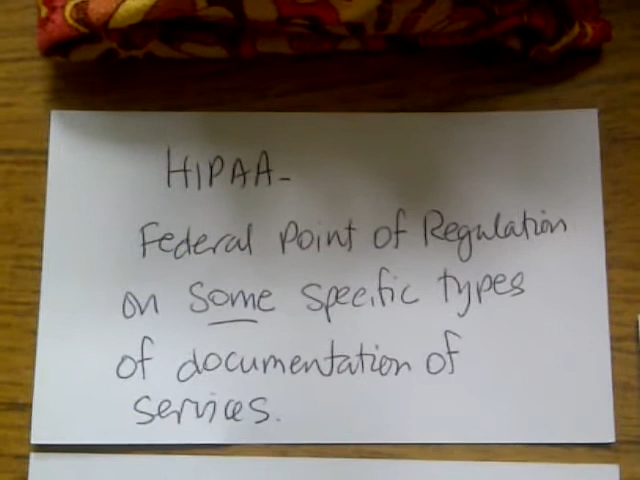 HIPAA-
Federal Point of Regulation
on some specific types
of documentation of
services.